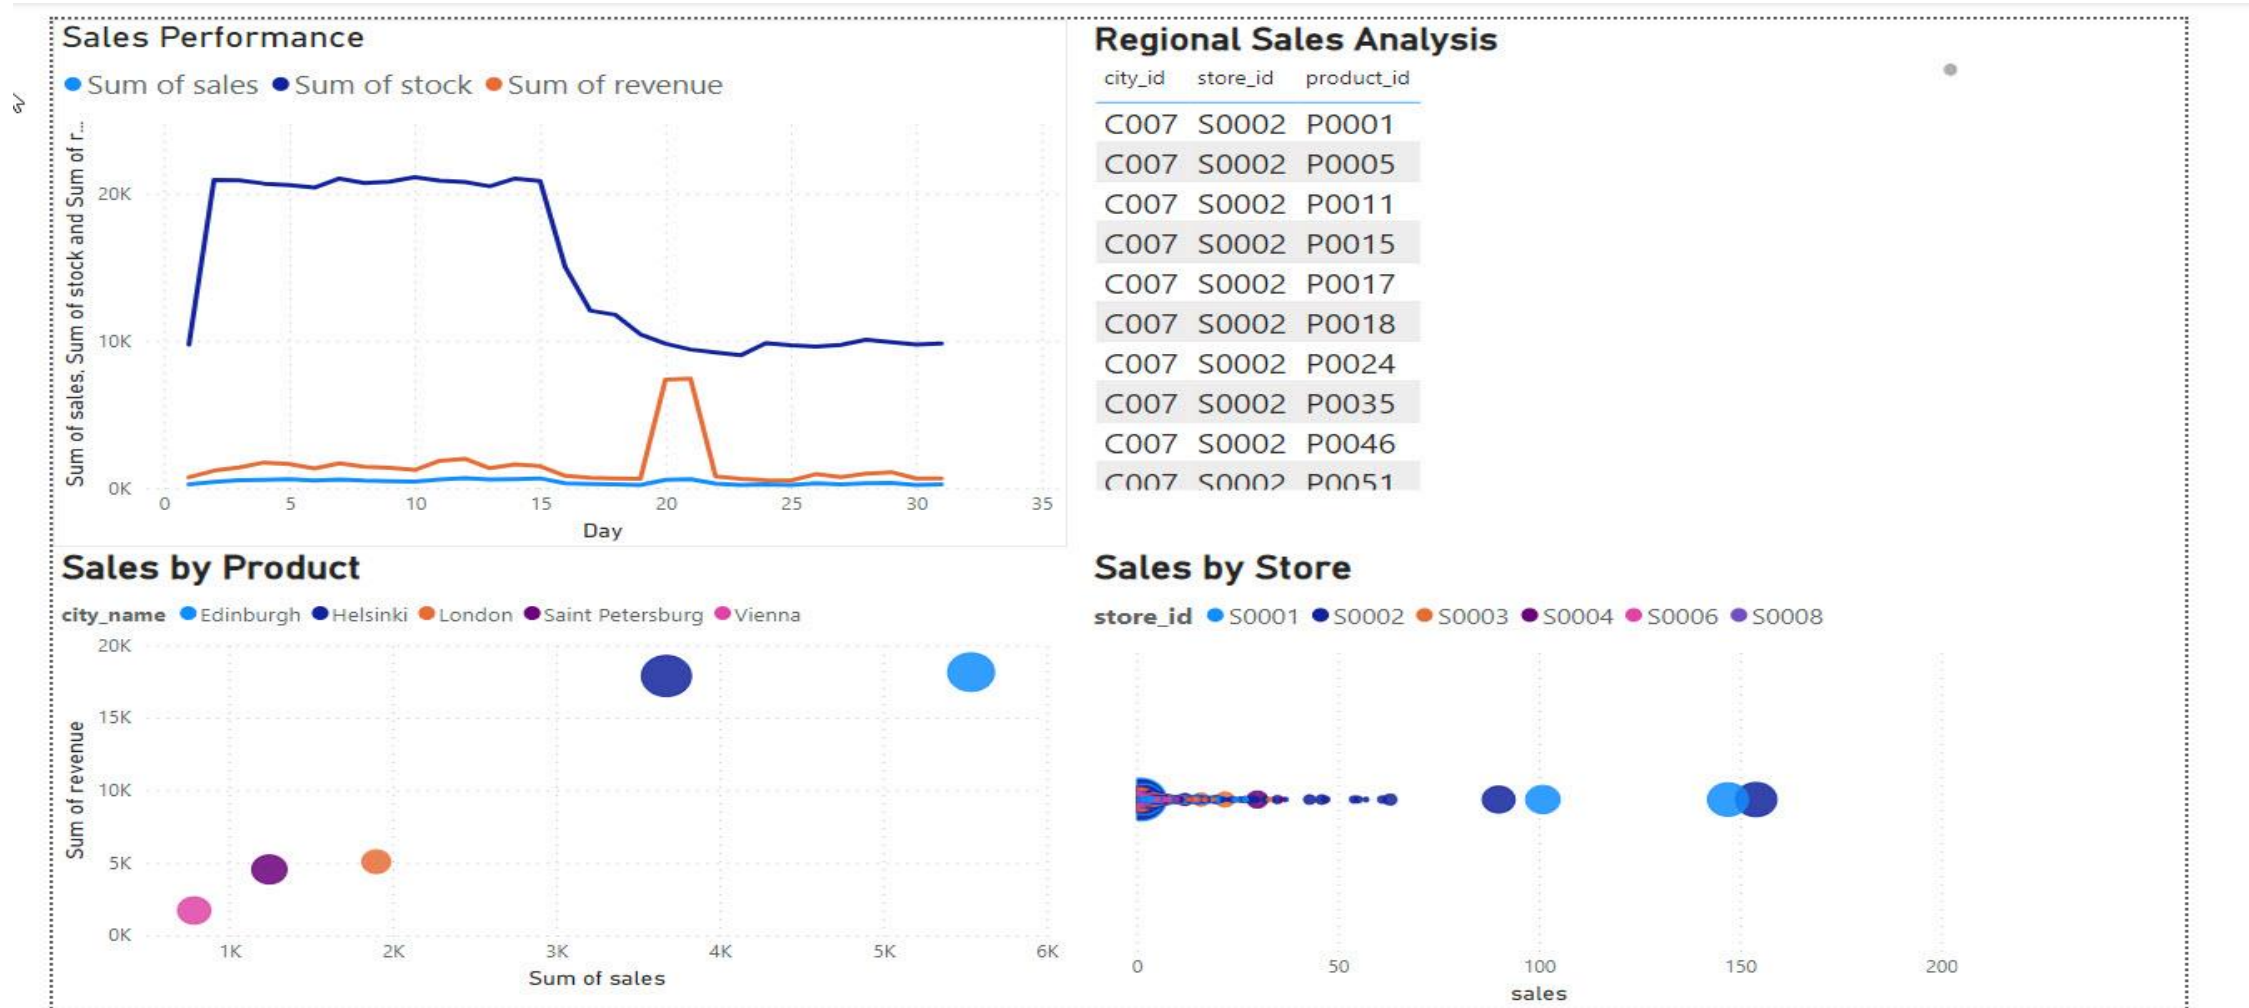 Sales Performance
Sum of sales Sum of stock Sum of revenue
Sum of sales, Sum of stock and Sum of r...
20K
10K
0K
0 5 10 15 20 25 30 35
Day
Regional Sales Analysis
city_id store_id product_id
C007 S0002 P0001
C007 S0002 P0005
C007 S0002 P0011
C007 S0002 P0015
C007 S0002 P0017
C007 S0002 P0018
C007 S0002 P0024
C007 S0002 P0035
C007 S0002 P0046
C007 S0002 P0051
Sales by Product
city_name Edinburgh Helsinki London Saint Petersburg Vienna
Sum of revenue
20K
15K
10K
5K
0K
1K 2K 3K 4K 5K 6K
Sum of sales
Sales by Store
store_id S0001 S0002 S0003 S0004 S0006 S0008
0 50 100 150 200
sales